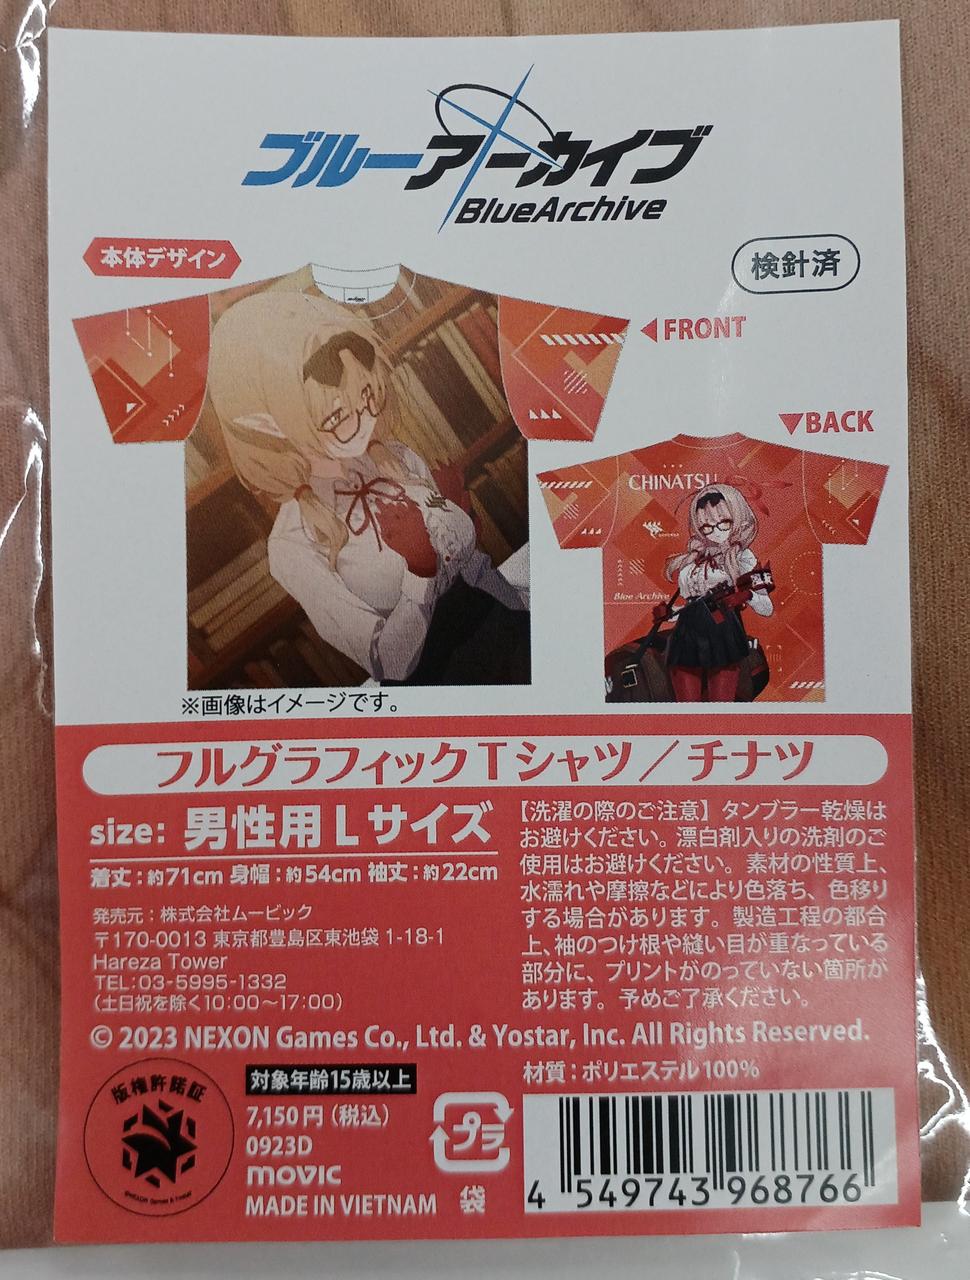 ブルーアーカイブ
BlueArchive
本体デザイン
検針済
◀FRONT
▼BACK
CHINATSU
Blue Archive
※画像はイメージです。
フルグラフィックTシャツ／チナツ
size: 男性用Lサイズ
着丈：約71cm 身幅：約54cm 袖丈：約22cm
発売元：株式会社ムービック
〒170-0013 東京都豊島区東池袋 1-18-1
Hareza Tower
TEL:03-5995-1332
（土日祝を除く10:00〜17:00）
【洗濯の際のご注意】タンブラー乾燥は
お避けください。漂白剤入りの洗剤のご
使用はお避けください。素材の性質上、
水濡れや摩擦などにより色落ち、色移り
する場合があります。製造工程の都合
上、袖のつけ根や縫い目が重なっている
部分に、プリントがのっていない箇所が
あります。予めご了承ください。
© 2023 NEXON Games Co., Ltd. & Yostar, Inc. All Rights Reserved.
版権許諾証
©NEXON Games & Yostar
対象年齢15歳以上
7,150円（税込）
0923D
movic
MADE IN VIETNAM
プラ
袋
材質：ポリエステル100%
4 549743 968766